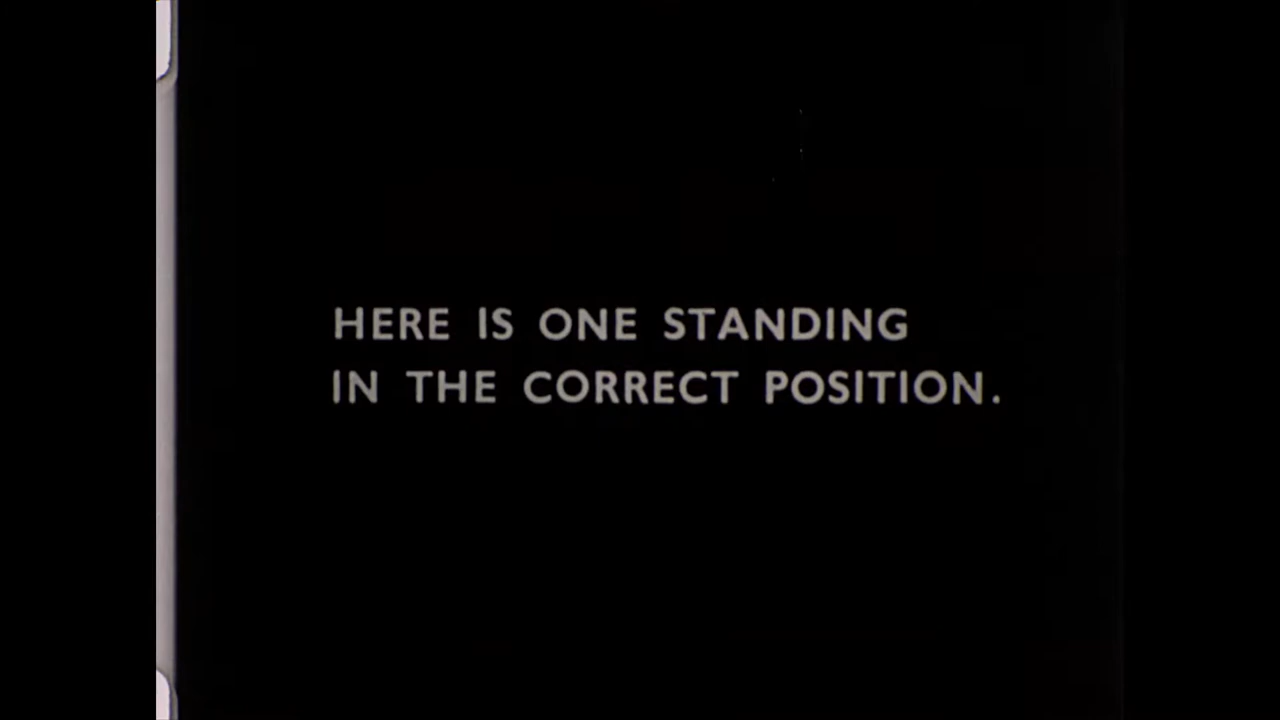 HERE IS ONE STANDING
IN THE CORRECT POSITION.